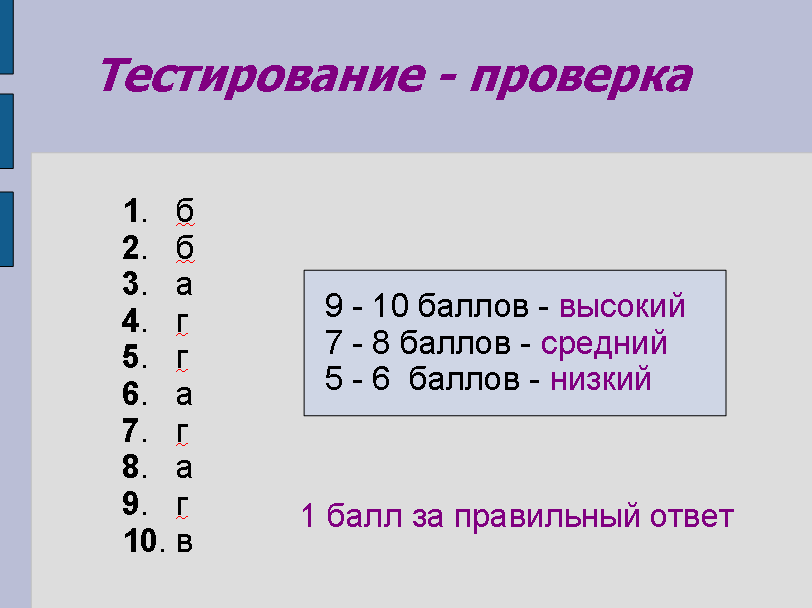 Тестирование - проверка
1. б
2. б
3. а
4. г
5. г
6. а
7. г
8. а
9. г
10. в
9 - 10 баллов - высокий
7 - 8 баллов - средний
5 - 6 баллов - низкий
1 балл за правильный ответ